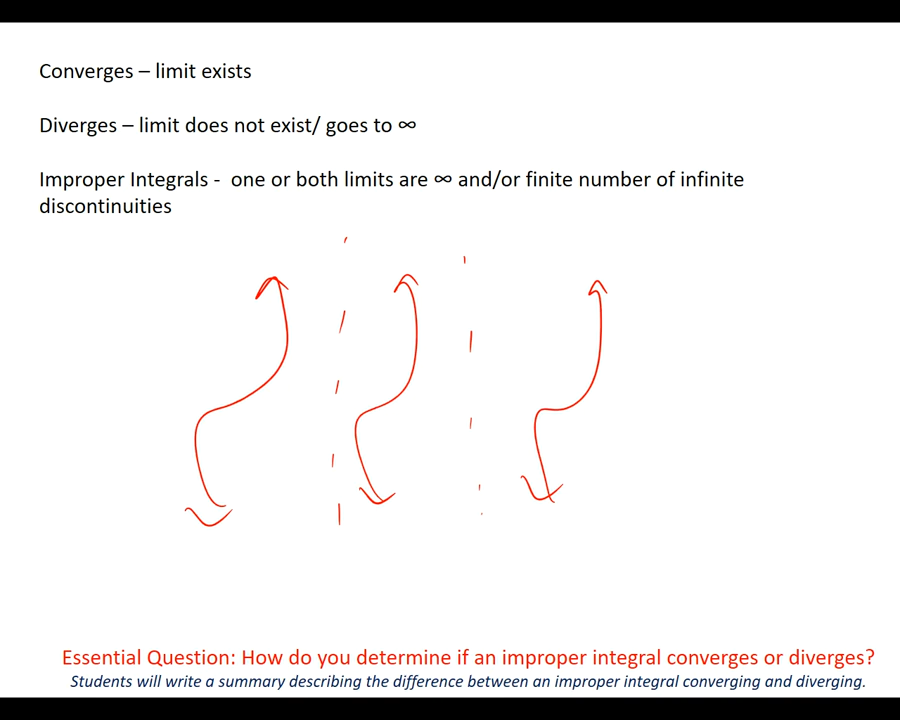 Converges – limit exists
Diverges – limit does not exist/ goes to ∞
Improper Integrals -  one or both limits are ∞ and/or finite number of infinite
discontinuities
Essential Question: How do you determine if an improper integral converges or diverges?
Students will write a summary describing the difference between an improper integral converging and diverging.